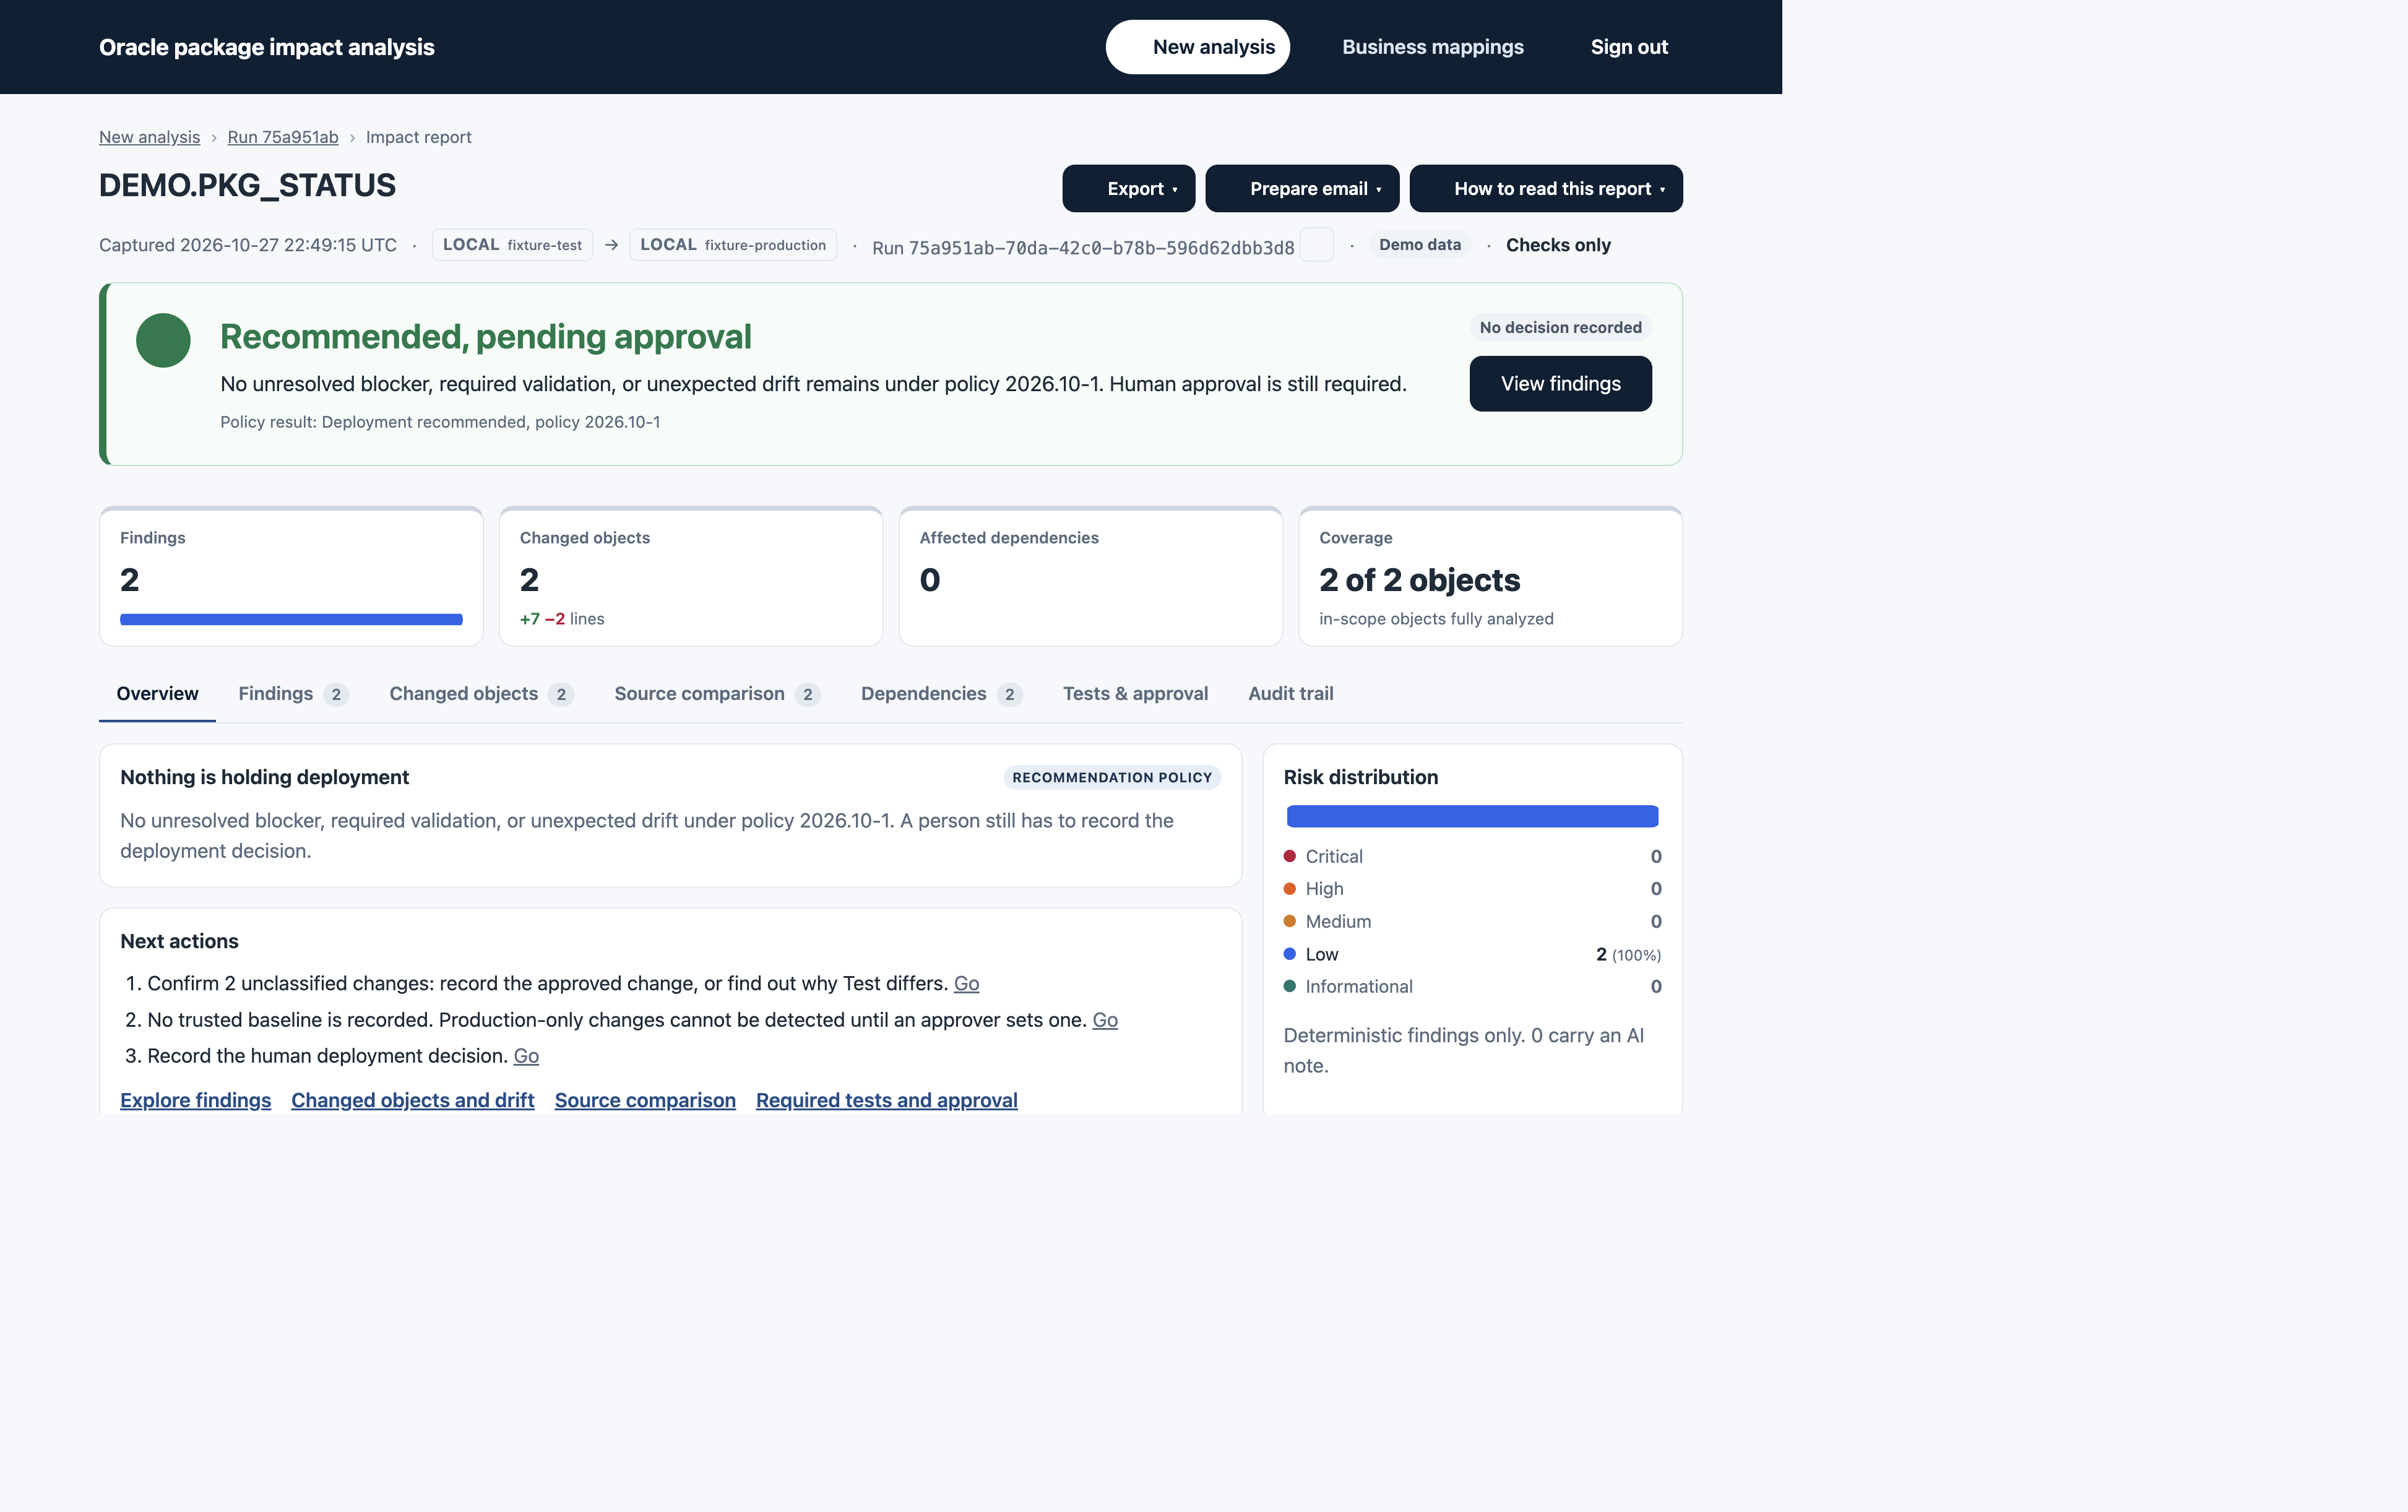 Oracle package impact analysis
New analysis
Business mappings
Sign out
New analysis › Run 75a951ab › Impact report
DEMO.PKG_STATUS
Export ▾
Prepare email ▾
How to read this report ▾
Captured 2026-10-27 22:49:15 UTC · LOCAL fixture-test → LOCAL fixture-production · Run 75a951ab-70da-42c0-b78b-596d62dbb3d8 · Demo data · Checks only
Recommended, pending approval
No decision recorded
No unresolved blocker, required validation, or unexpected drift remains under policy 2026.10-1. Human approval is still required.
View findings
Policy result: Deployment recommended, policy 2026.10-1
Findings
2
Changed objects
2
+7 −2 lines
Affected dependencies
0
Coverage
2 of 2 objects
in-scope objects fully analyzed
Overview
Findings 2
Changed objects 2
Source comparison 2
Dependencies 2
Tests & approval
Audit trail
Nothing is holding deployment
RECOMMENDATION POLICY
No unresolved blocker, required validation, or unexpected drift under policy 2026.10-1. A person still has to record the
deployment decision.
Next actions
1. Confirm 2 unclassified changes: record the approved change, or find out why Test differs. Go
2. No trusted baseline is recorded. Production-only changes cannot be detected until an approver sets one. Go
3. Record the human deployment decision. Go
Explore findings
Changed objects and drift
Source comparison
Required tests and approval
Risk distribution
Critical 0
High 0
Medium 0
Low 2 (100%)
Informational 0
Deterministic findings only. 0 carry an AI
note.